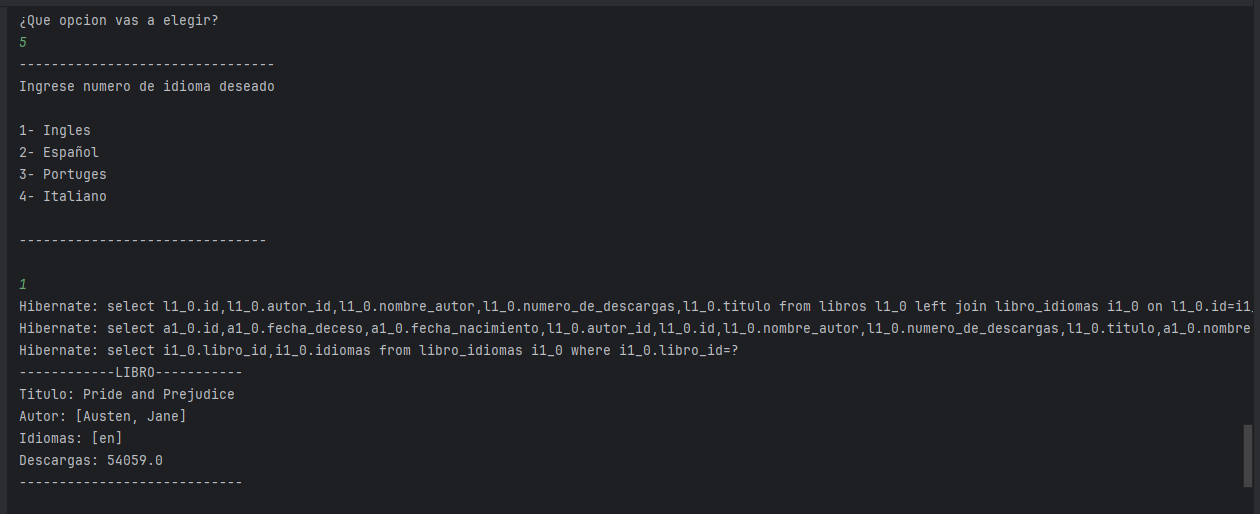 ¿Que opcion vas a elegir?
5
--------------------------------
Ingrese numero de idioma deseado
1- Ingles
2- Español
3- Portuges
4- Italiano
-------------------------------
1
Hibernate: select l1_0.id,l1_0.autor_id,l1_0.nombre_autor,l1_0.numero_de_descargas,l1_0.titulo from libros l1_0 left join libro_idiomas i1_0 on l1_0.id=i1_
Hibernate: select a1_0.id,a1_0.fecha_deceso,a1_0.fecha_nacimiento,l1_0.autor_id,l1_0.id,l1_0.nombre_autor,l1_0.numero_de_descargas,l1_0.titulo,a1_0.nombre
Hibernate: select i1_0.libro_id,i1_0.idiomas from libro_idiomas i1_0 where i1_0.libro_id=?
------------LIBRO-----------
Titulo: Pride and Prejudice
Autor: [Austen, Jane]
Idiomas: [en]
Descargas: 54059.0
----------------------------